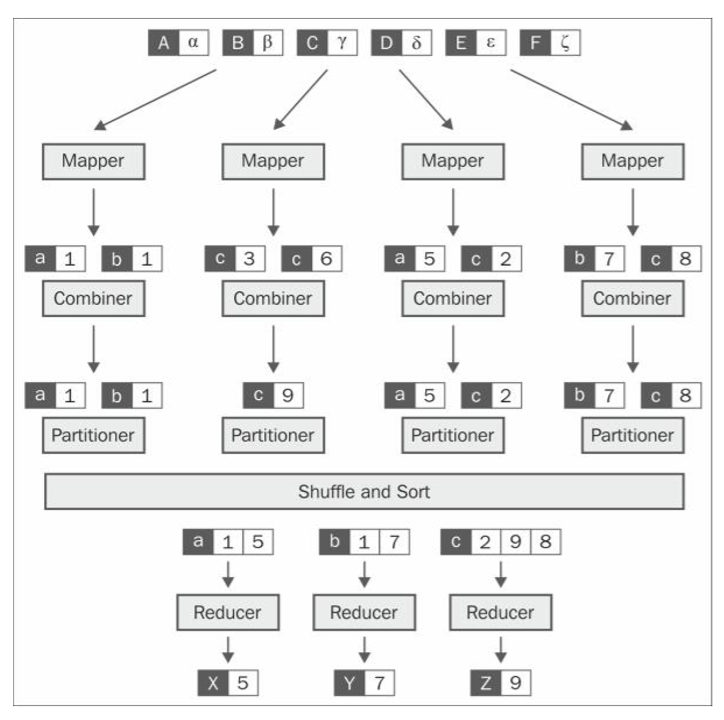 A α B β C γ D δ E ε F ζ
Mapper Mapper Mapper Mapper
a 1 b 1 c 3 c 6 a 5 c 2 b 7 c 8
Combiner Combiner Combiner Combiner
a 1 b 1 c 9 a 5 c 2 b 7 c 8
Partitioner Partitioner Partitioner Partitioner
Shuffle and Sort
a 1 5 b 1 7 c 2 9 8
Reducer Reducer Reducer
X 5 Y 7 Z 9